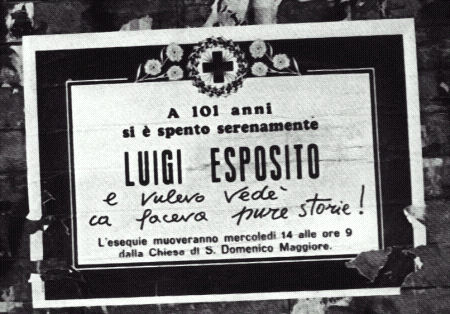 A 101 anni
si è spento serenamente
LUIGI ESPOSITO
e vulevo vedè
ca faceva pure storie!
L'esequie muoveranno mercoledì 14 alle ore 9
dalla Chiesa di S. Domenico Maggiore.